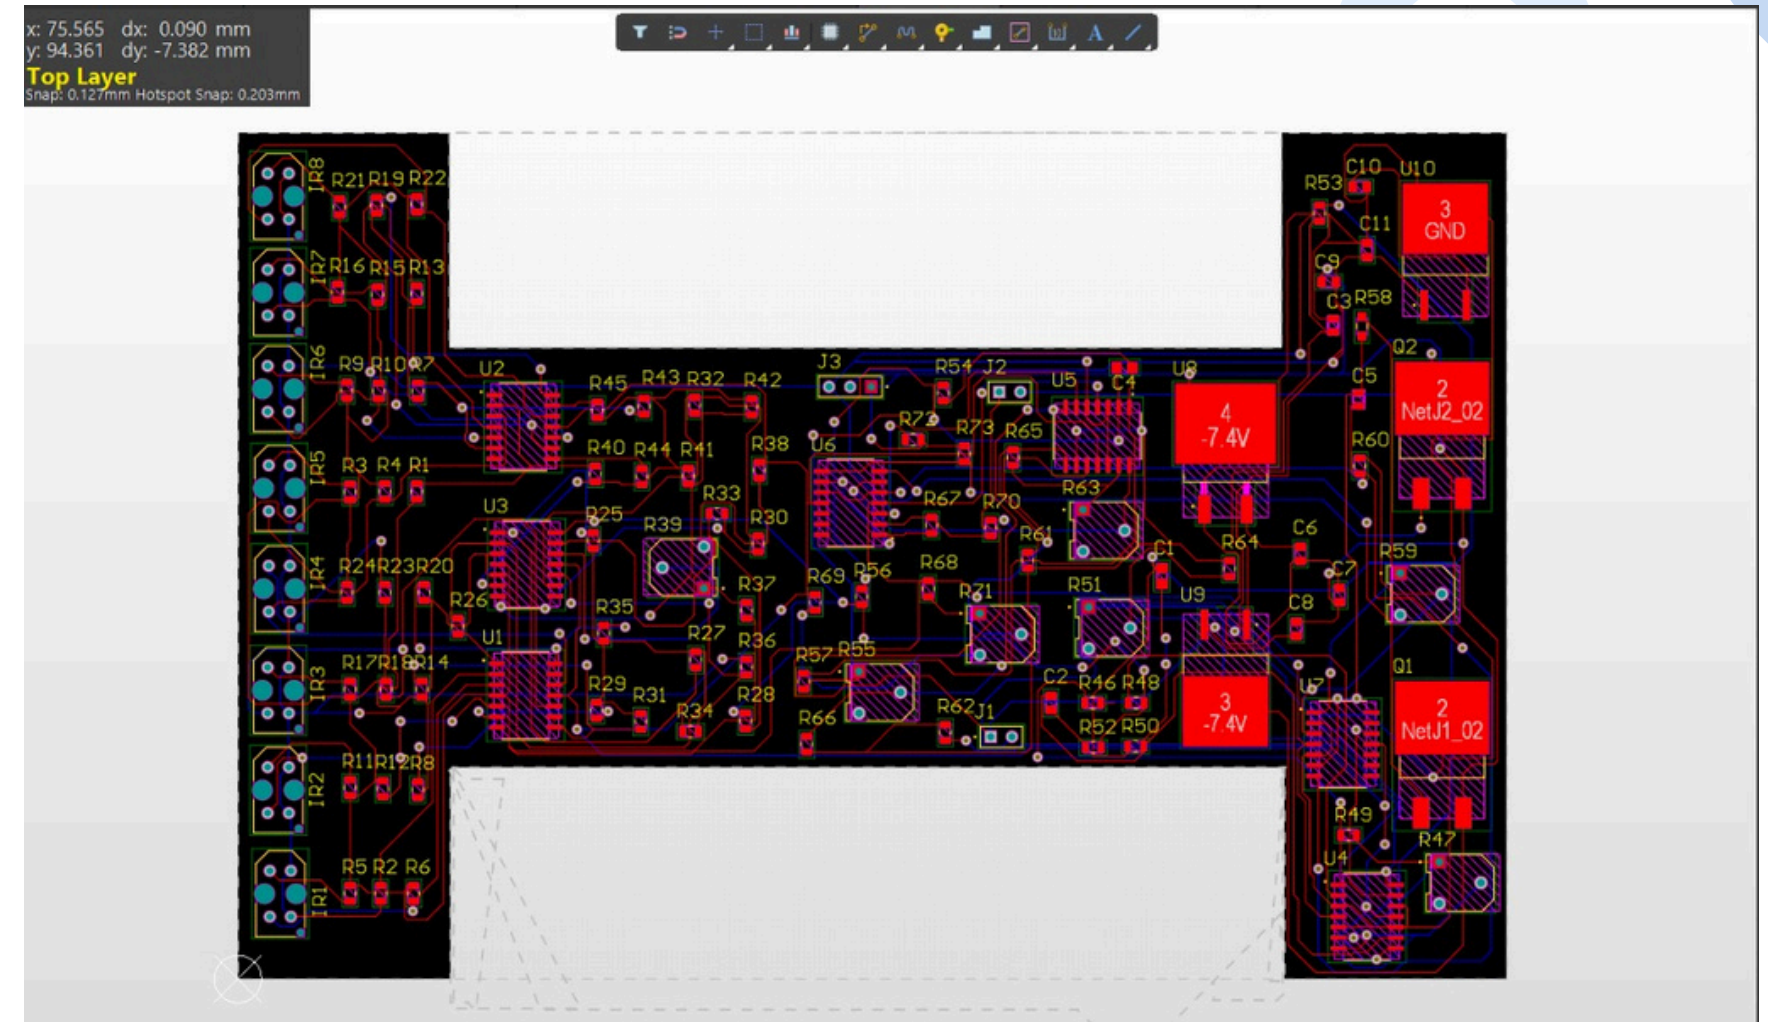 x: 75.565 dx: 0.090 mm
y: 94.361 dy: -7.382 mm
Top Layer
Snap: 0.127mm Hotspot Snap: 0.203mm
IR8
R21 R19 R22
C10 U10
R53
3
GND
C11
IR7
R16 R15 R13
C9
C3 R58
IR6
R9 R10 R7
U2
R45 R43 R32 R42
J3
R54 J2
U5
C4
U8
Q2
C5
4
-7.4V
2
NetJ2_02
R72
R73 R65
U6
IR5
R3 R4 R1
R40 R44 R41
R38
R60
U3
R33
R25
R39
R30
R67 R70
R63
R61
C1
R64
C6
R59
IR4
R24 R23 R20
R26
R35
R37
R69 R56
R68
R71
R51
U9
C7
C8
U1
R27
R36
R57 R55
IR3
R17 R18 R14
R29
R31
R34
R28
R66
R62 J1
C2
R46 R48
R52 R50
3
-7.4V
U7
Q1
2
NetJ1_02
IR2
R11 R12 R8
R49
R47
U4
IR1
R5 R2 R6